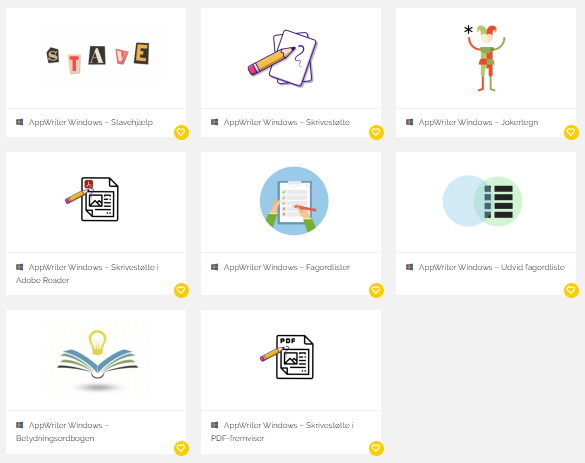 STAVE
AppWriter Windows – Stavehjælp
AppWriter Windows – Skrivestøtte
*
AppWriter Windows – Jokertegn
AppWriter Windows – Skrivestøtte i
Adobe Reader
AppWriter Windows – Fagordlister
AppWriter Windows – Udvid fagordliste
AppWriter Windows –
Betydningsordbogen
PDF
AppWriter Windows – Skrivestøtte i
PDF-fremviser